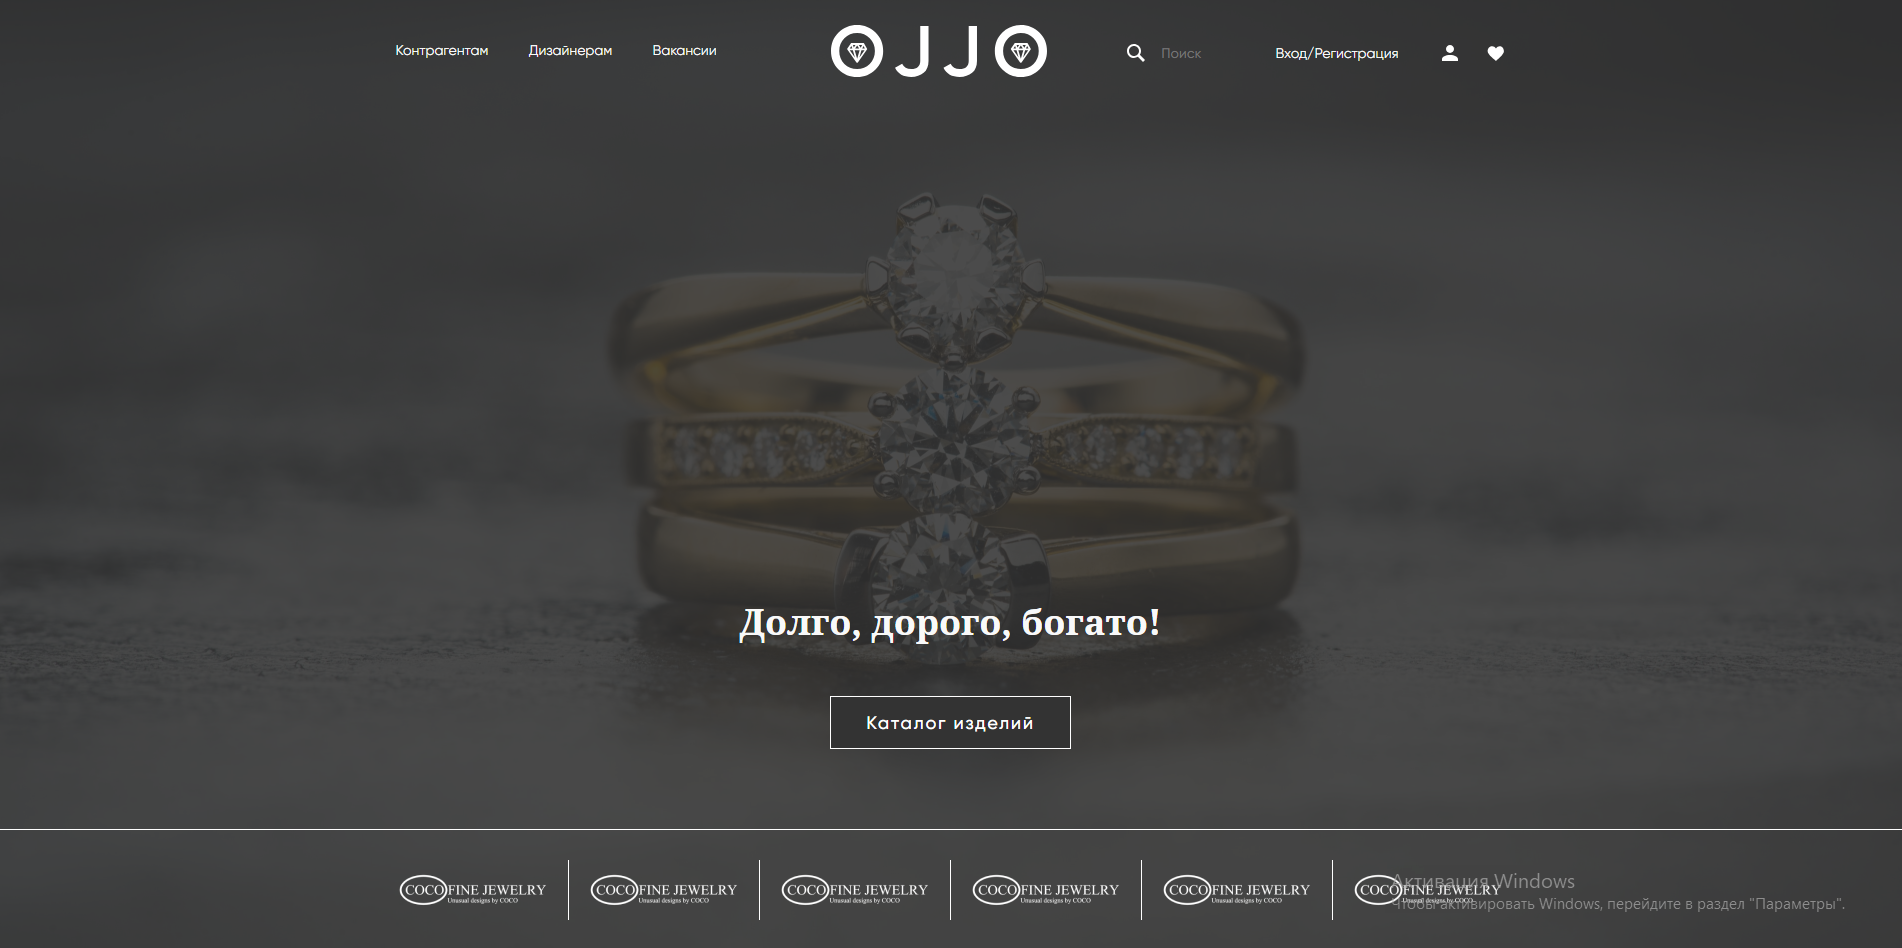 Контрагентам Дизайнерам Вакансии OJJO Поиск Вход/Регистрация
Долго, дорого, богато!
Каталог изделий
COCO FINE JEWELRY
Unusual designs by COCO
COCO FINE JEWELRY
Unusual designs by COCO
COCO FINE JEWELRY
Unusual designs by COCO
COCO FINE JEWELRY
Unusual designs by COCO
COCO FINE JEWELRY
Unusual designs by COCO
COCO FINE JEWELRY
Unusual designs by COCO
Активация Windows
Чтобы активировать Windows, перейдите в раздел "Параметры".